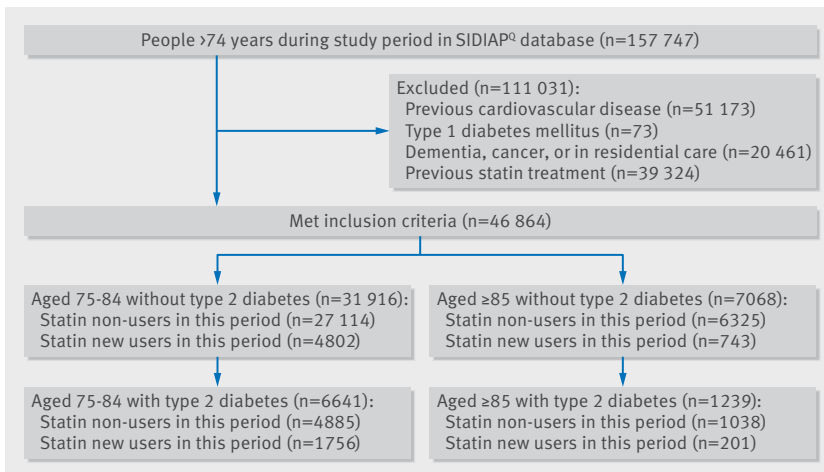 People >74 years during study period in SIDIAPQ database (n=157 747)
Excluded (n=111 031):
Previous cardiovascular disease (n=51 173)
Type 1 diabetes mellitus (n=73)
Dementia, cancer, or in residential care (n=20 461)
Previous statin treatment (n=39 324)
Met inclusion criteria (n=46 864)
Aged 75-84 without type 2 diabetes (n=31 916):
Statin non-users in this period (n=27 114)
Statin new users in this period (n=4802)
Aged ≥85 without type 2 diabetes (n=7068):
Statin non-users in this period (n=6325)
Statin new users in this period (n=743)
Aged 75-84 with type 2 diabetes (n=6641):
Statin non-users in this period (n=4885)
Statin new users in this period (n=1756)
Aged ≥85 with type 2 diabetes (n=1239):
Statin non-users in this period (n=1038)
Statin new users in this period (n=201)